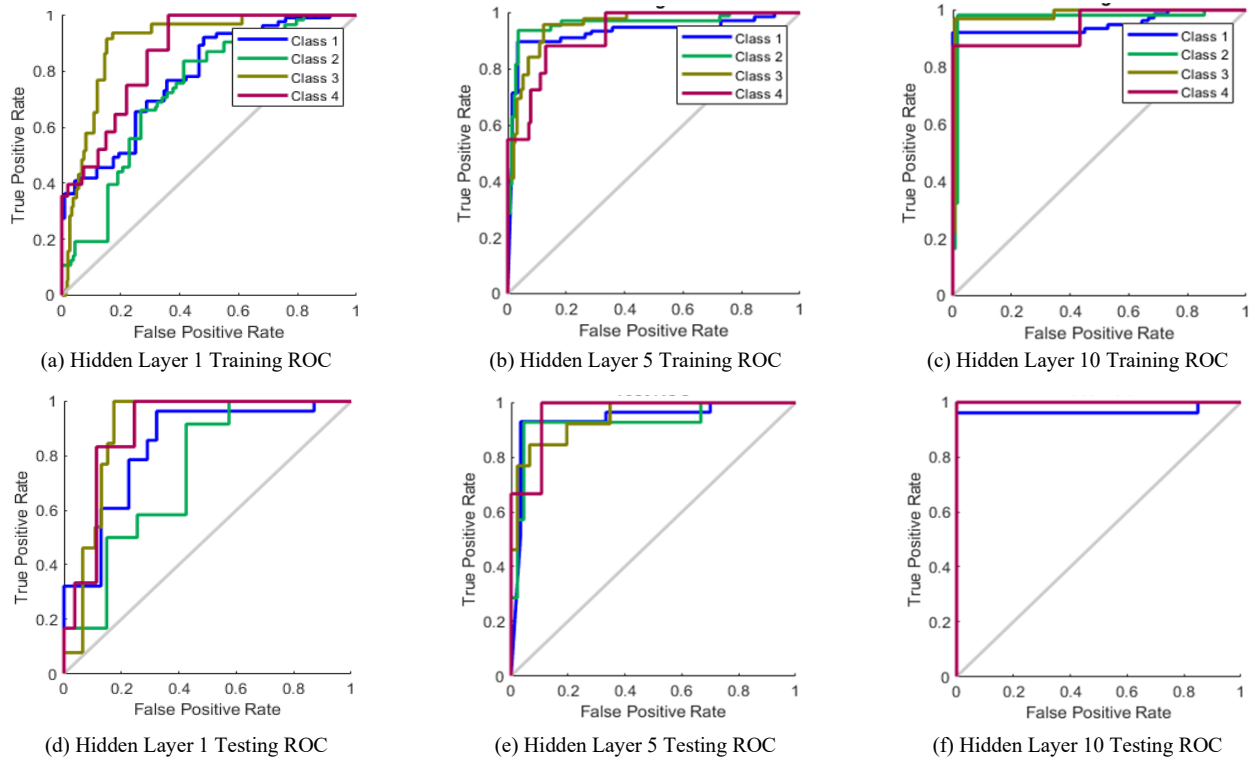 True Positive Rate
1
0.8
0.6
0.4
0.2
0
Class 1
Class 2
Class 3
Class 4
0 0.2 0.4 0.6 0.8 1
False Positive Rate
(a) Hidden Layer 1 Training ROC
True Positive Rate
1
0.8
0.6
0.4
0.2
0
Class 1
Class 2
Class 3
Class 4
0 0.2 0.4 0.6 0.8 1
False Positive Rate
(b) Hidden Layer 5 Training ROC
True Positive Rate
1
0.8
0.6
0.4
0.2
0
Class 1
Class 2
Class 3
Class 4
0 0.2 0.4 0.6 0.8 1
False Positive Rate
(c) Hidden Layer 10 Training ROC
True Positive Rate
1
0.8
0.6
0.4
0.2
0
0 0.2 0.4 0.6 0.8 1
False Positive Rate
(d) Hidden Layer 1 Testing ROC
True Positive Rate
1
0.8
0.6
0.4
0.2
0
0 0.2 0.4 0.6 0.8 1
False Positive Rate
(e) Hidden Layer 5 Testing ROC
True Positive Rate
1
0.8
0.6
0.4
0.2
0
0 0.2 0.4 0.6 0.8 1
False Positive Rate
(f) Hidden Layer 10 Testing ROC